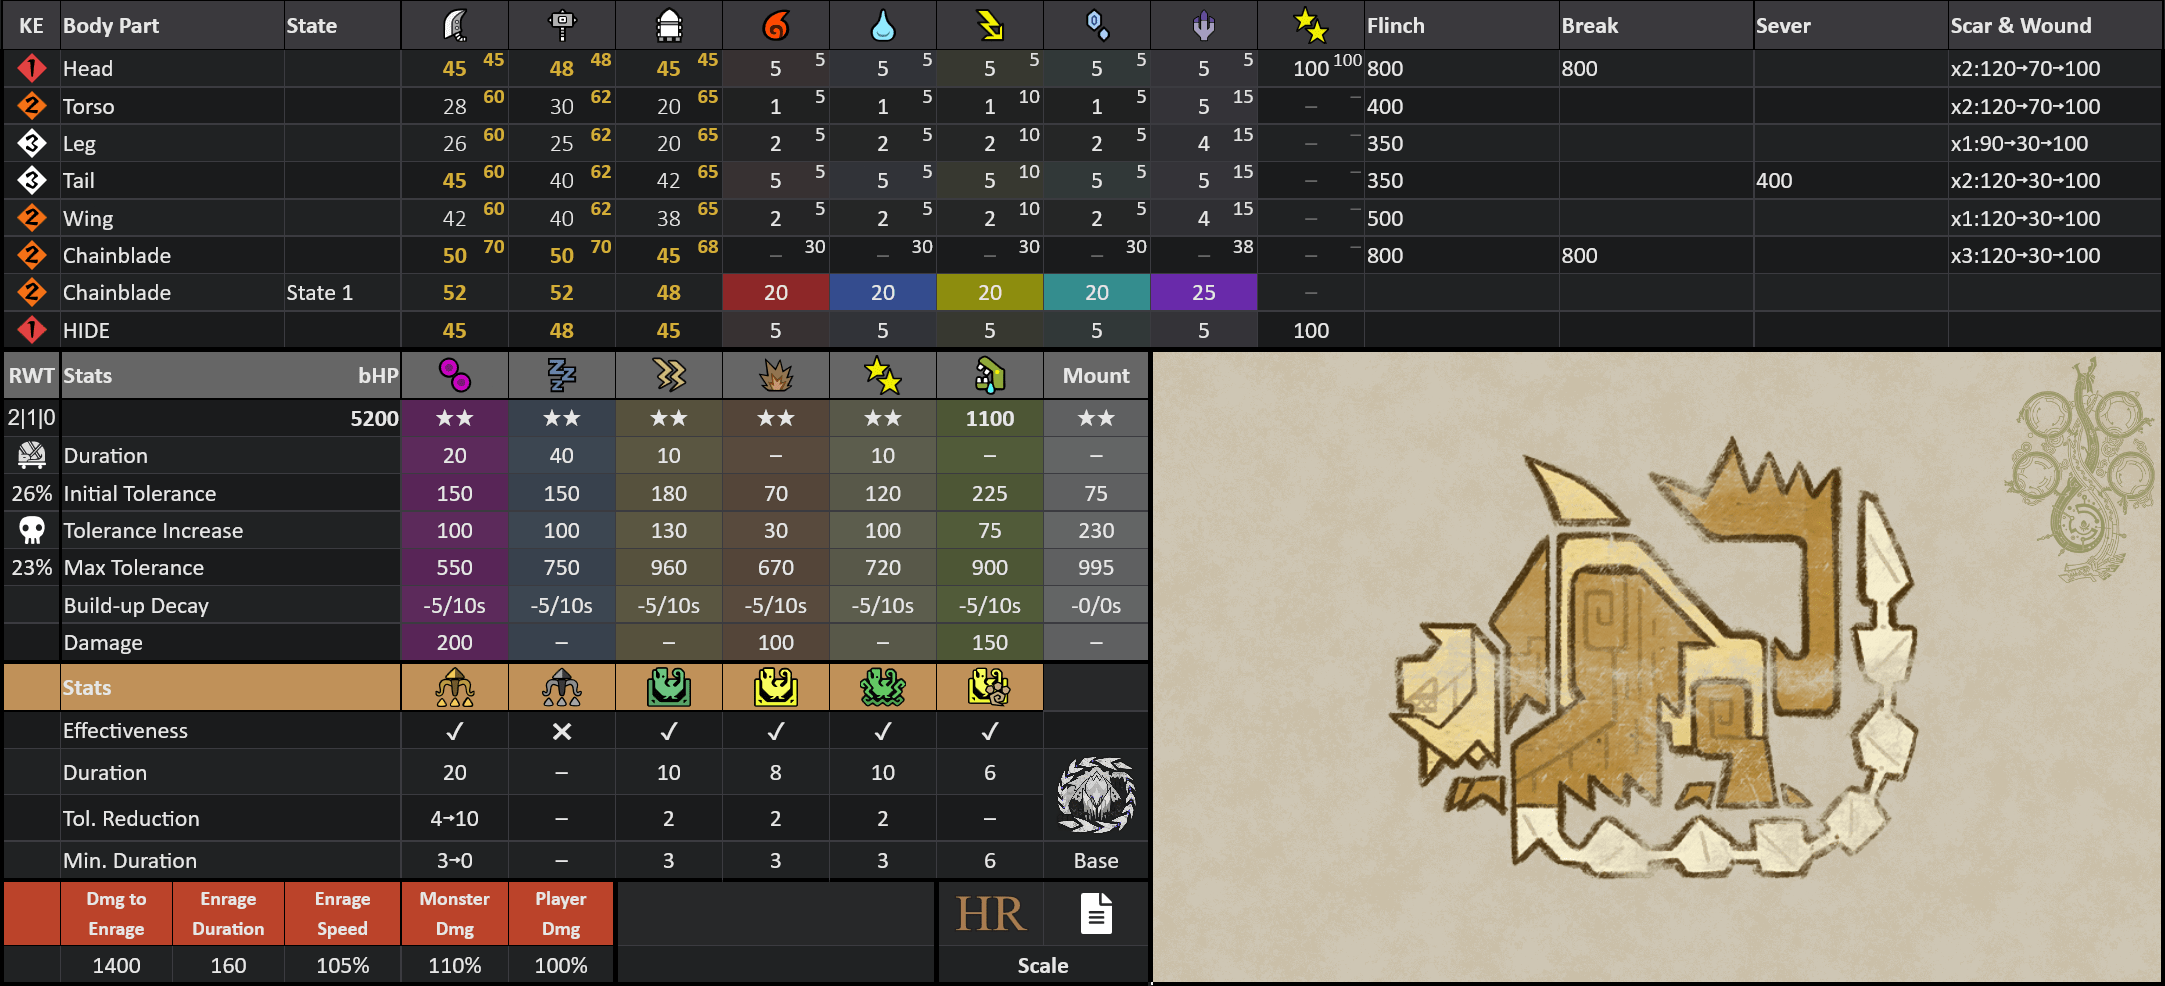 KE Body Part State Flinch Break Sever Scar & Wound
1 Head 45 45 48 48 45 45 5 5 5 5 5 5 5 5 5 5 100 100 800 800 x2:120→70→100
2 Torso 28 60 30 62 20 65 1 5 1 5 1 10 1 5 5 15 – – 400 x2:120→70→100
3 Leg 26 60 25 62 20 65 2 5 2 5 2 10 2 5 4 15 – – 350 x1:90→30→100
3 Tail 45 60 40 62 42 65 5 5 5 5 5 10 5 5 5 15 – – 350 400 x2:120→30→100
2 Wing 42 60 40 62 38 65 2 5 2 5 2 10 2 5 4 15 – – 500 x1:120→30→100
2 Chainblade 50 70 50 70 45 68 – 30 – 30 – 30 – 30 – 38 – – 800 800 x3:120→30→100
2 Chainblade State 1 52 52 48 20 20 20 20 25 –
1 HIDE 45 48 45 5 5 5 5 5 100
RWT Stats bHP Mount
2|1|0 5200 ★★ ★★ ★★ ★★ ★★ 1100 ★★
Duration 20 40 10 – 10 – –
26% Initial Tolerance 150 150 180 70 120 225 75
Tolerance Increase 100 100 130 30 100 75 230
23% Max Tolerance 550 750 960 670 720 900 995
Build-up Decay -5/10s -5/10s -5/10s -5/10s -5/10s -5/10s -0/0s
Damage 200 – – 100 – 150 –
Stats
Effectiveness ✓ ✕ ✓ ✓ ✓ ✓
Duration 20 – 10 8 10 6
Tol. Reduction 4→10 – 2 2 2 –
Min. Duration 3→0 – 3 3 3 6 Base
Dmg to Enrage Enrage Duration Enrage Speed Monster Dmg Player Dmg HR
1400 160 105% 110% 100% Scale